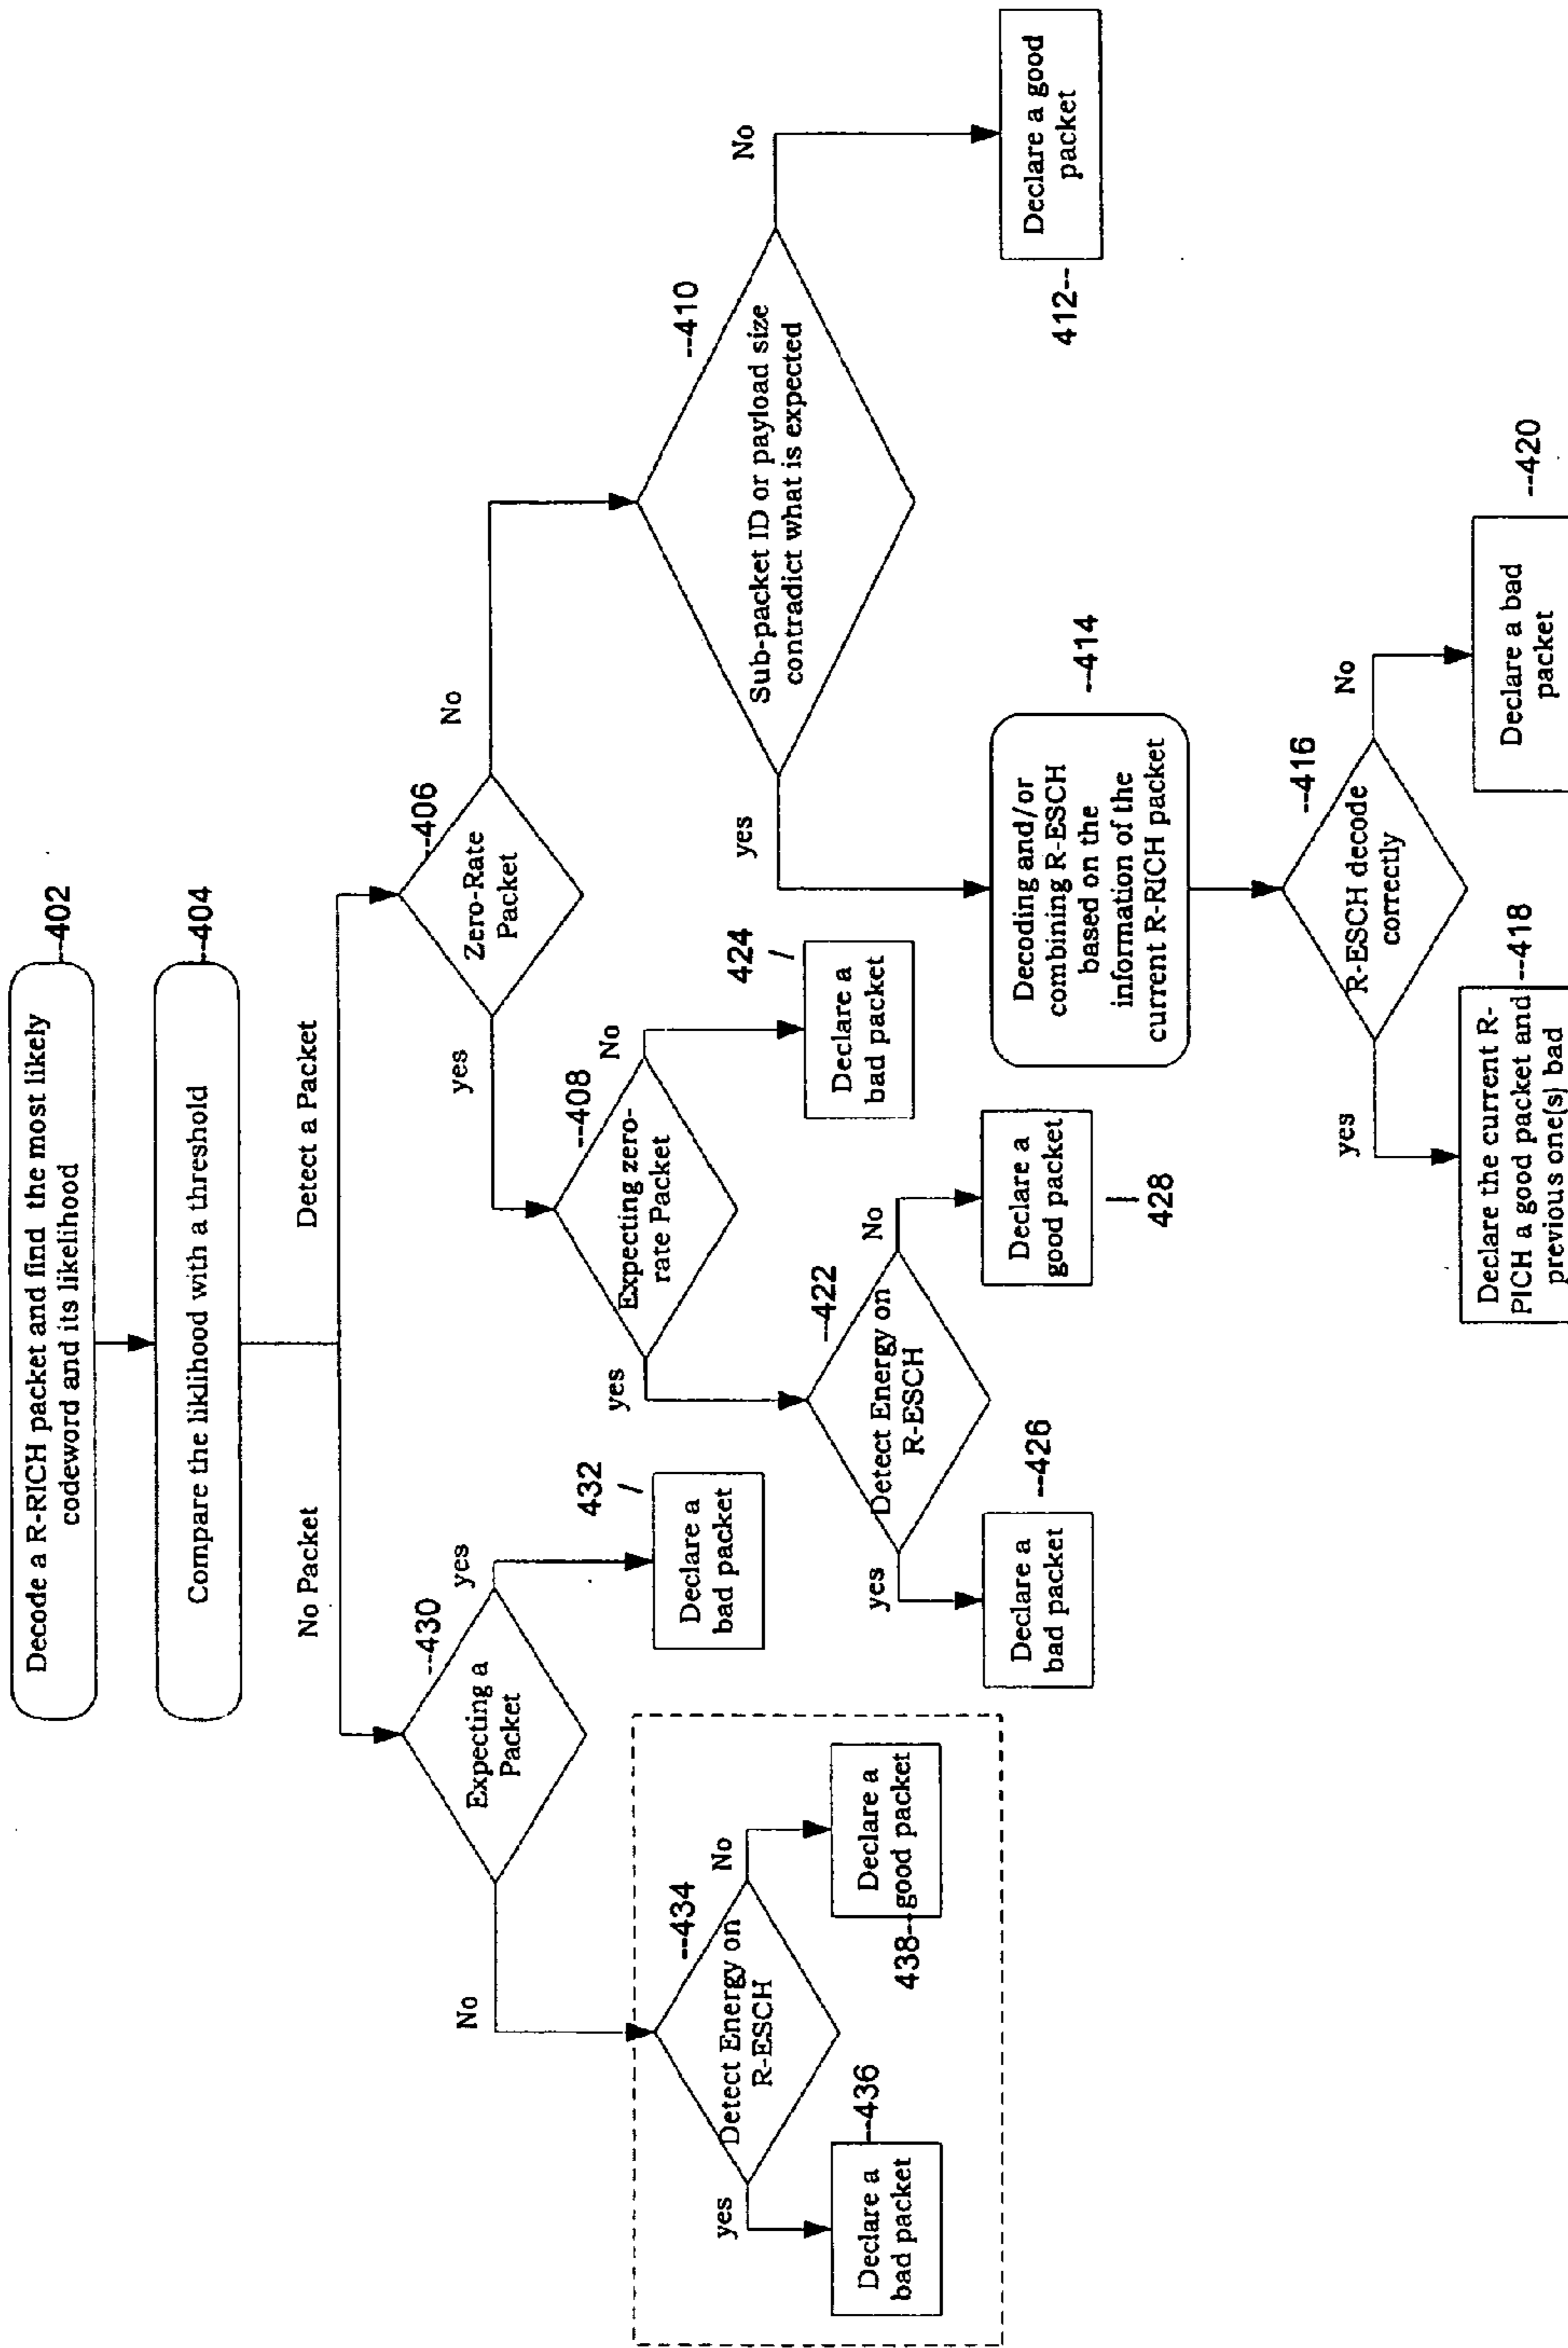 Decode a R-RICH packet and find the most likely
codeword and its likelihood
--402
Compare the liklihood with a threshold
--404
No Packet
Detect a Packet
Expecting a
Packet
--430
No
yes
Declare a
bad packet
432
Detect Energy on
R-ESCH
--434
yes
No
Declare a
bad packet
--436
Declare a
good packet
438--
Zero-Rate
Packet
--406
yes
No
Expecting zero-
rate Packet
--408
yes
No
Declare a
bad packet
424
Detect Energy on
R-ESCH
--422
yes
No
Declare a
bad packet
--426
Declare a
good packet
428
Sub-packet ID or payload size
contradict what is expected
--410
yes
No
Declare a good
packet
412--
Decoding and/or
combining R-ESCH
based on the
information of the
current R-RICH packet
--414
R-ESCH decode
correctly
--416
yes
No
Declare the current R-
PICH a good packet and
previous one(s) bad
--418
Declare a bad
packet
--420